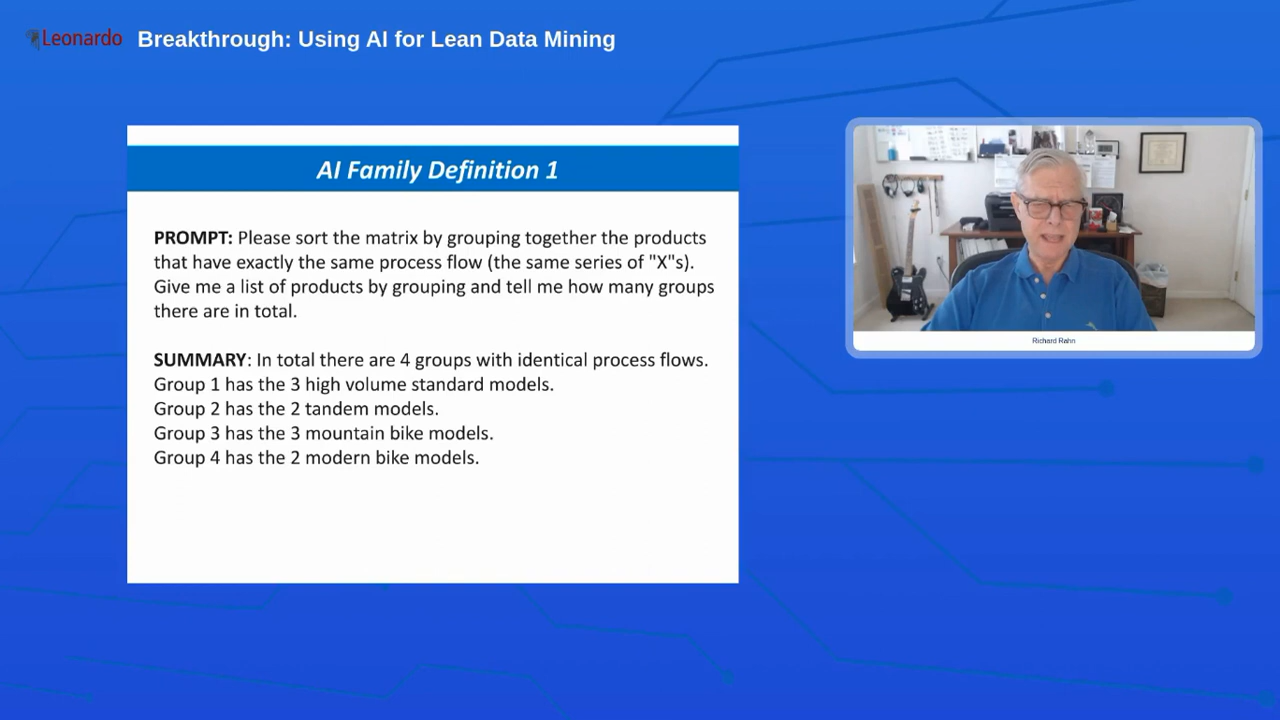 Leonardo
Breakthrough: Using AI for Lean Data Mining
AI Family Definition 1
PROMPT: Please sort the matrix by grouping together the products
that have exactly the same process flow (the same series of "X"s).
Give me a list of products by grouping and tell me how many groups
there are in total.
SUMMARY: In total there are 4 groups with identical process flows.
Group 1 has the 3 high volume standard models.
Group 2 has the 2 tandem models.
Group 3 has the 3 mountain bike models.
Group 4 has the 2 modern bike models.
Richard Rahn